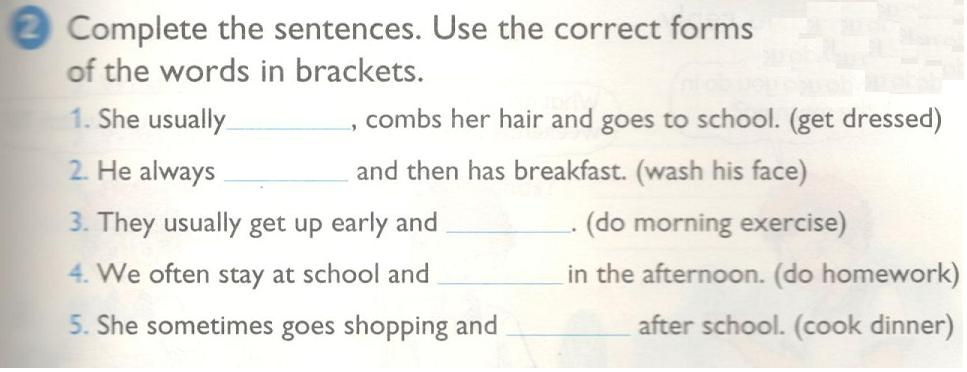 2 Complete the sentences. Use the correct forms
of the words in brackets.
1. She usually__________, combs her hair and goes to school. (get dressed)
2. He always __________ and then has breakfast. (wash his face)
3. They usually get up early and __________. (do morning exercise)
4. We often stay at school and __________ in the afternoon. (do homework)
5. She sometimes goes shopping and __________ after school. (cook dinner)